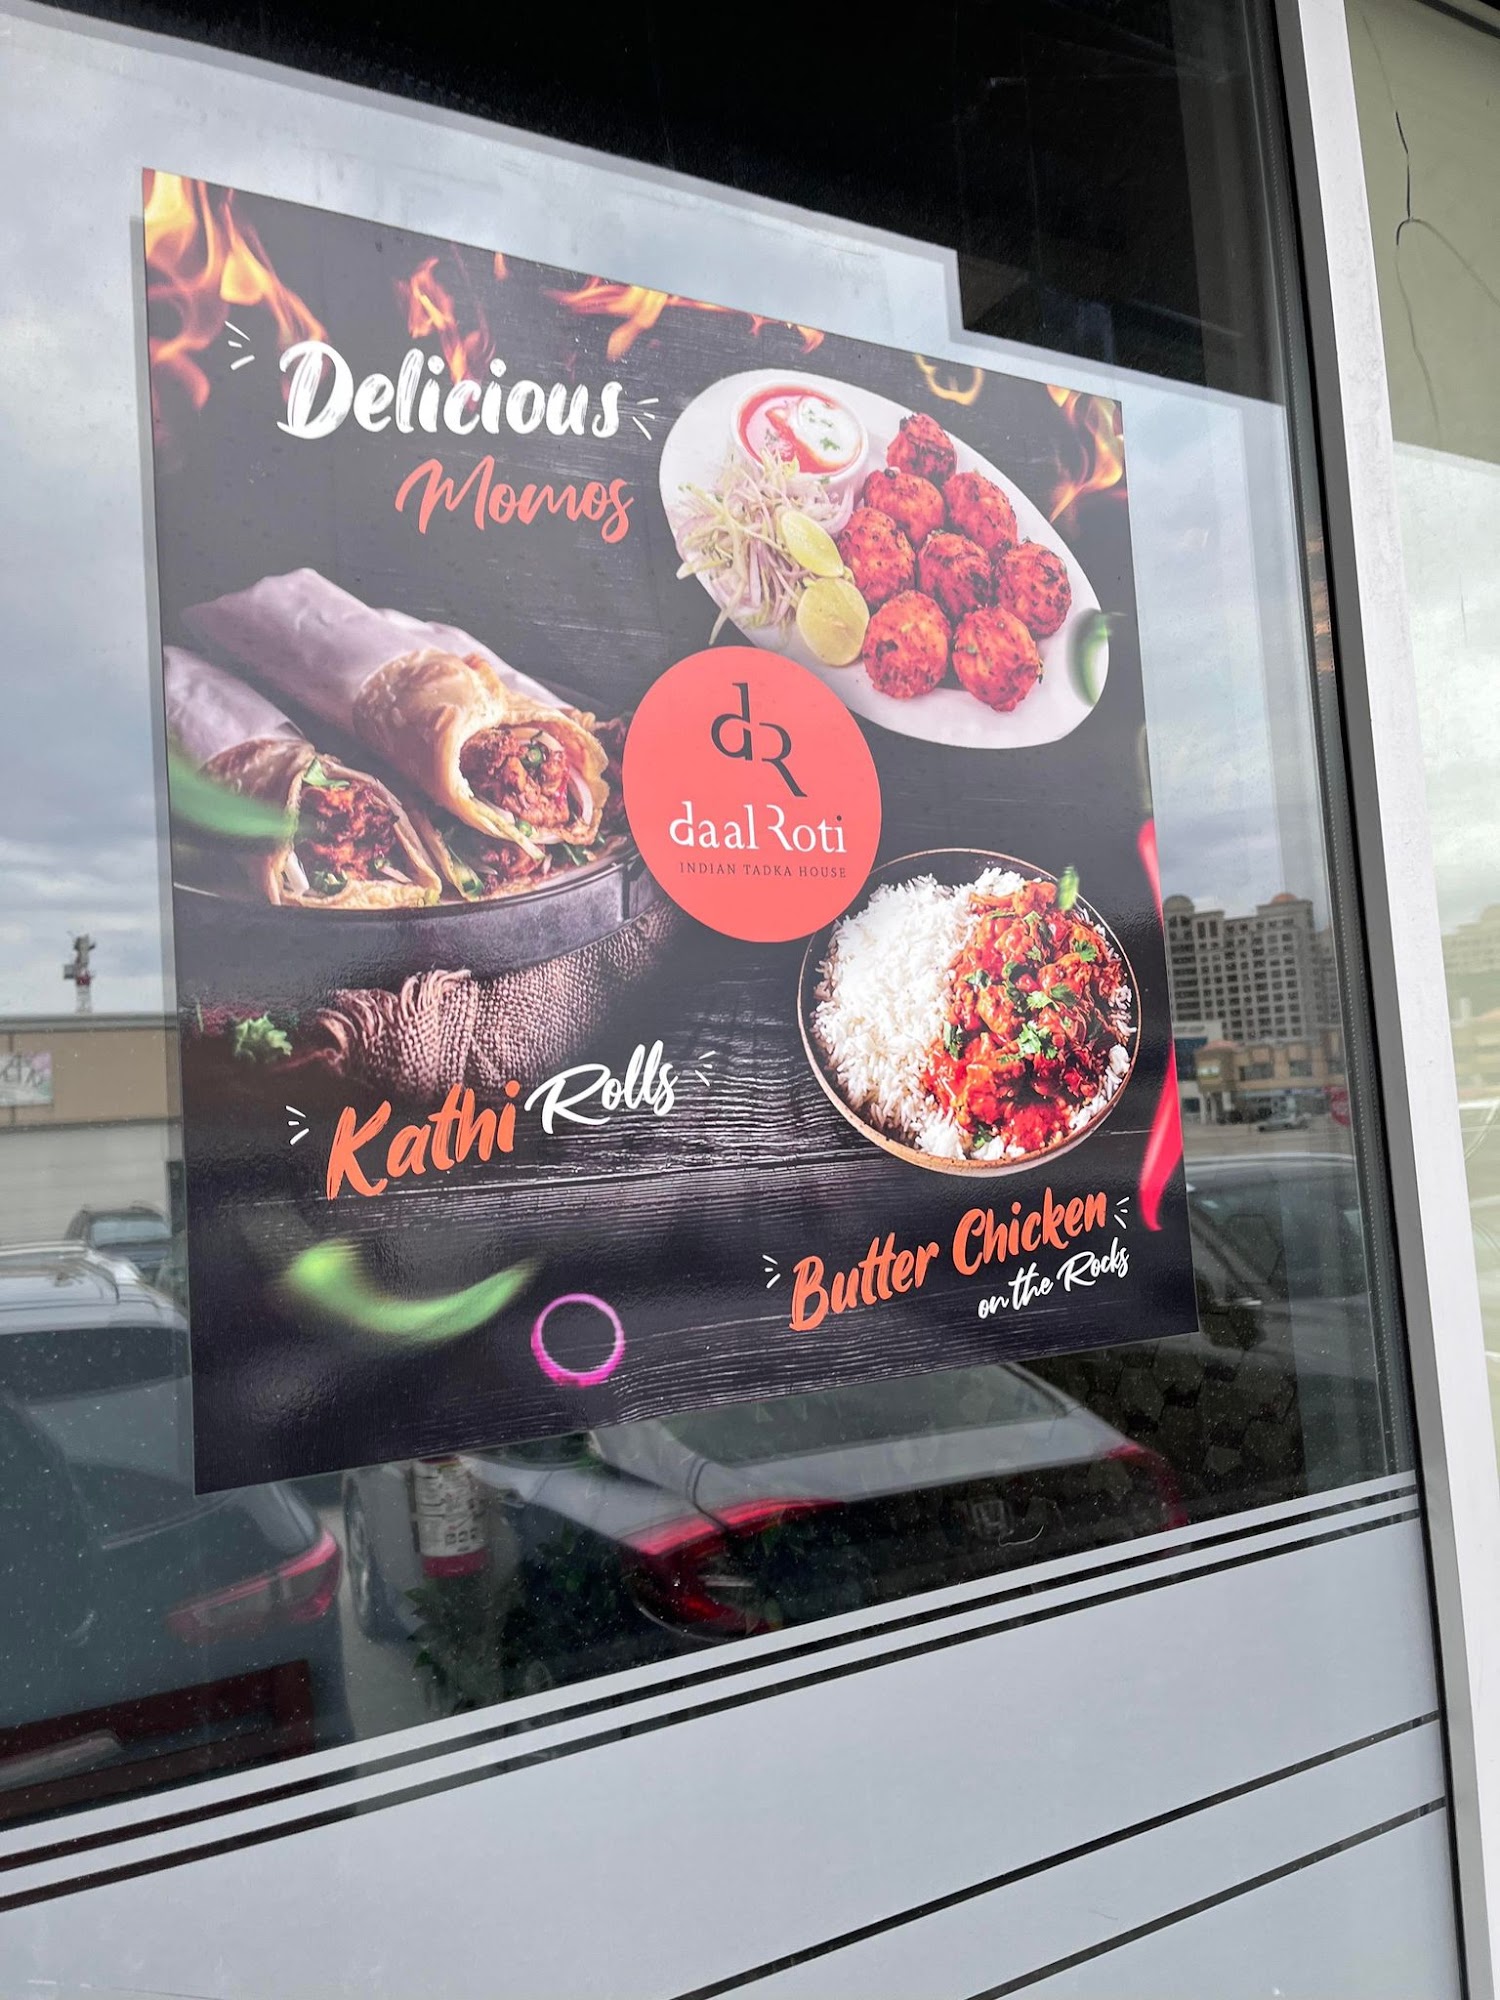 Delicious
Momos
dR
daal Roti
INDIAN TADKA HOUSE
Kathi Rolls
Butter Chicken
on the Rocks